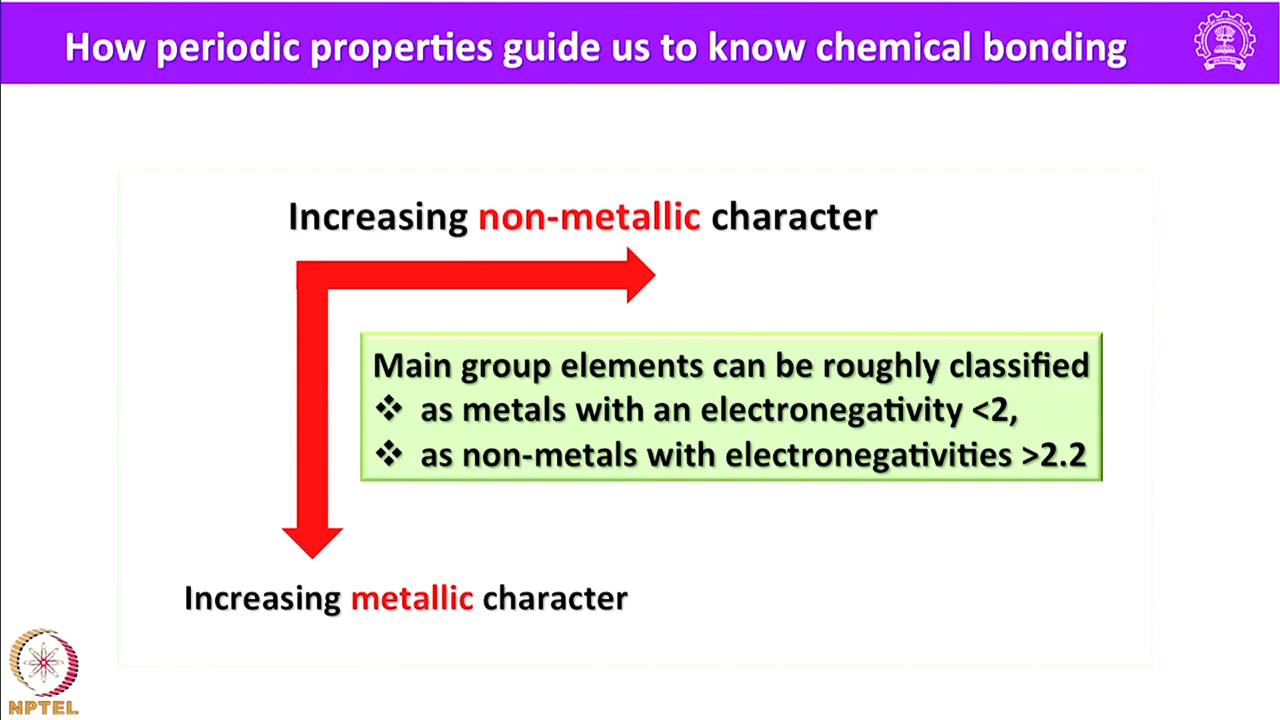 How periodic properties guide us to know chemical bonding
Increasing non-metallic character
Main group elements can be roughly classified
❖ as metals with an electronegativity <2,
❖ as non-metals with electronegativities >2.2
Increasing metallic character
NPTEL